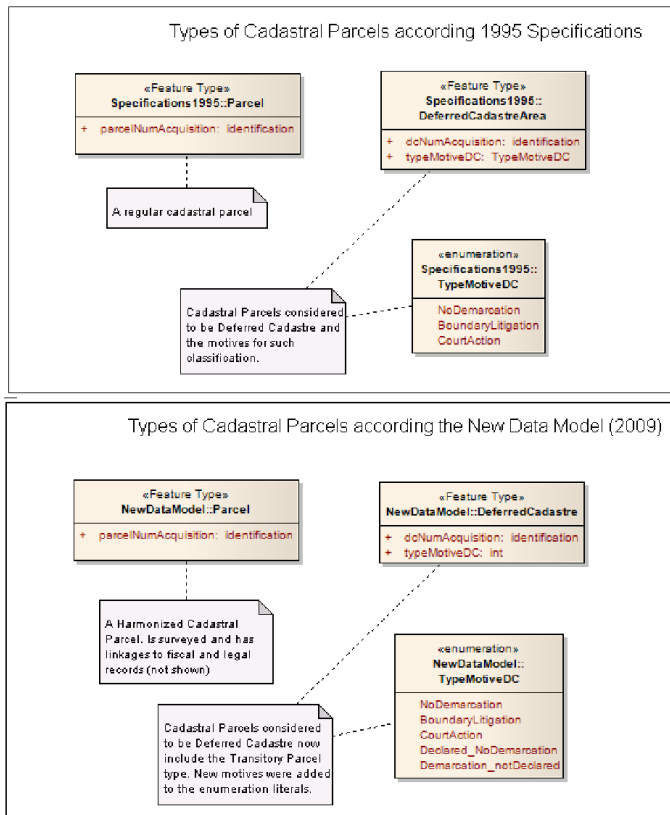 Types of Cadastral Parcels according 1995 Specifications
«Feature Type»
Specifications1995::Parcel
+ parcelNumAcquisition: identification
A regular cadastral parcel
«Feature Type»
Specifications1995::
DeferredCadastreArea
+ dcNumAcquisition: identification
+ typeMotiveDC: TypeMotiveDC
«enumeration»
Specifications1995::
TypeMotiveDC
NoDemarcation
BoundaryLitigation
CourtAction
Cadastral Parcels considered
to be Deferred Cadastre and
the motives for such
classification.
Types of Cadastral Parcels according the New Data Model (2009)
«Feature Type»
NewDataModel::Parcel
+ parcelNumAcquisition: identification
A Harmonized Cadastral
Parcel. Is surveyed and has
linkages to fiscal and legal
records (not shown)
«Feature Type»
NewDataModel::DeferredCadastre
+ dcNumAcquisition: identification
+ typeMotiveDC: int
«enumeration»
NewDataModel::
TypeMotiveDC
NoDemarcation
BoundaryLitigation
CourtAction
Declared_NoDemarcation
Demarcation_notDeclared
Cadastral Parcels considered
to be Deferred Cadastre now
include the Transitory Parcel
type. New motives were added
to the enumeration literals.